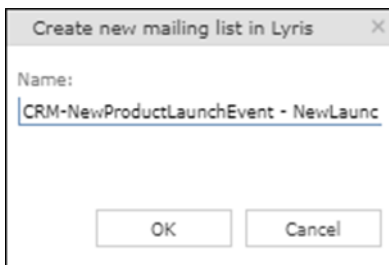 Create new mailing list in Lyris
Name:
CRM-NewProductLaunchEvent - NewLaunc
OK
Cancel